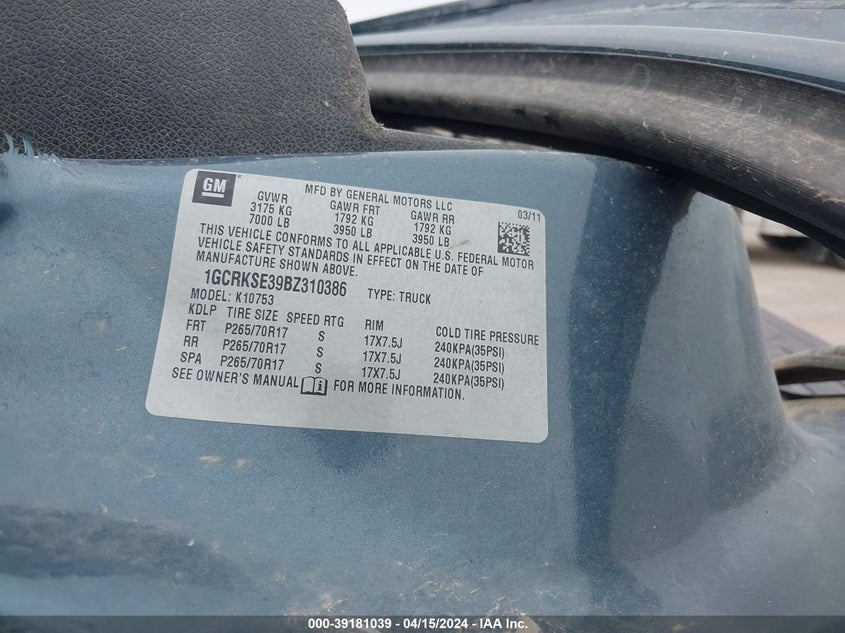 GM
MFD BY GENERAL MOTORS LLC
03/11
GVWR GAWR FRT GAWR RR
3175 KG 1792 KG 1792 KG
7000 LB 3950 LB 3950 LB
THIS VEHICLE CONFORMS TO ALL APPLICABLE U.S. FEDERAL MOTOR
VEHICLE SAFETY STANDARDS IN EFFECT ON THE DATE OF
MANUFACTURE SHOWN ABOVE.
1GCRKSE39BZ310386
MODEL: K10753 TYPE: TRUCK
KDLP TIRE SIZE SPEED RTG RIM COLD TIRE PRESSURE
FRT P265/70R17 S 17X7.5J 240KPA(35PSI)
RR P265/70R17 S 17X7.5J 240KPA(35PSI)
SPA P265/70R17 S 17X7.5J 240KPA(35PSI)
SEE OWNER'S MANUAL FOR MORE INFORMATION.
000-39181039 - 04/15/2024 - IAA, Inc.